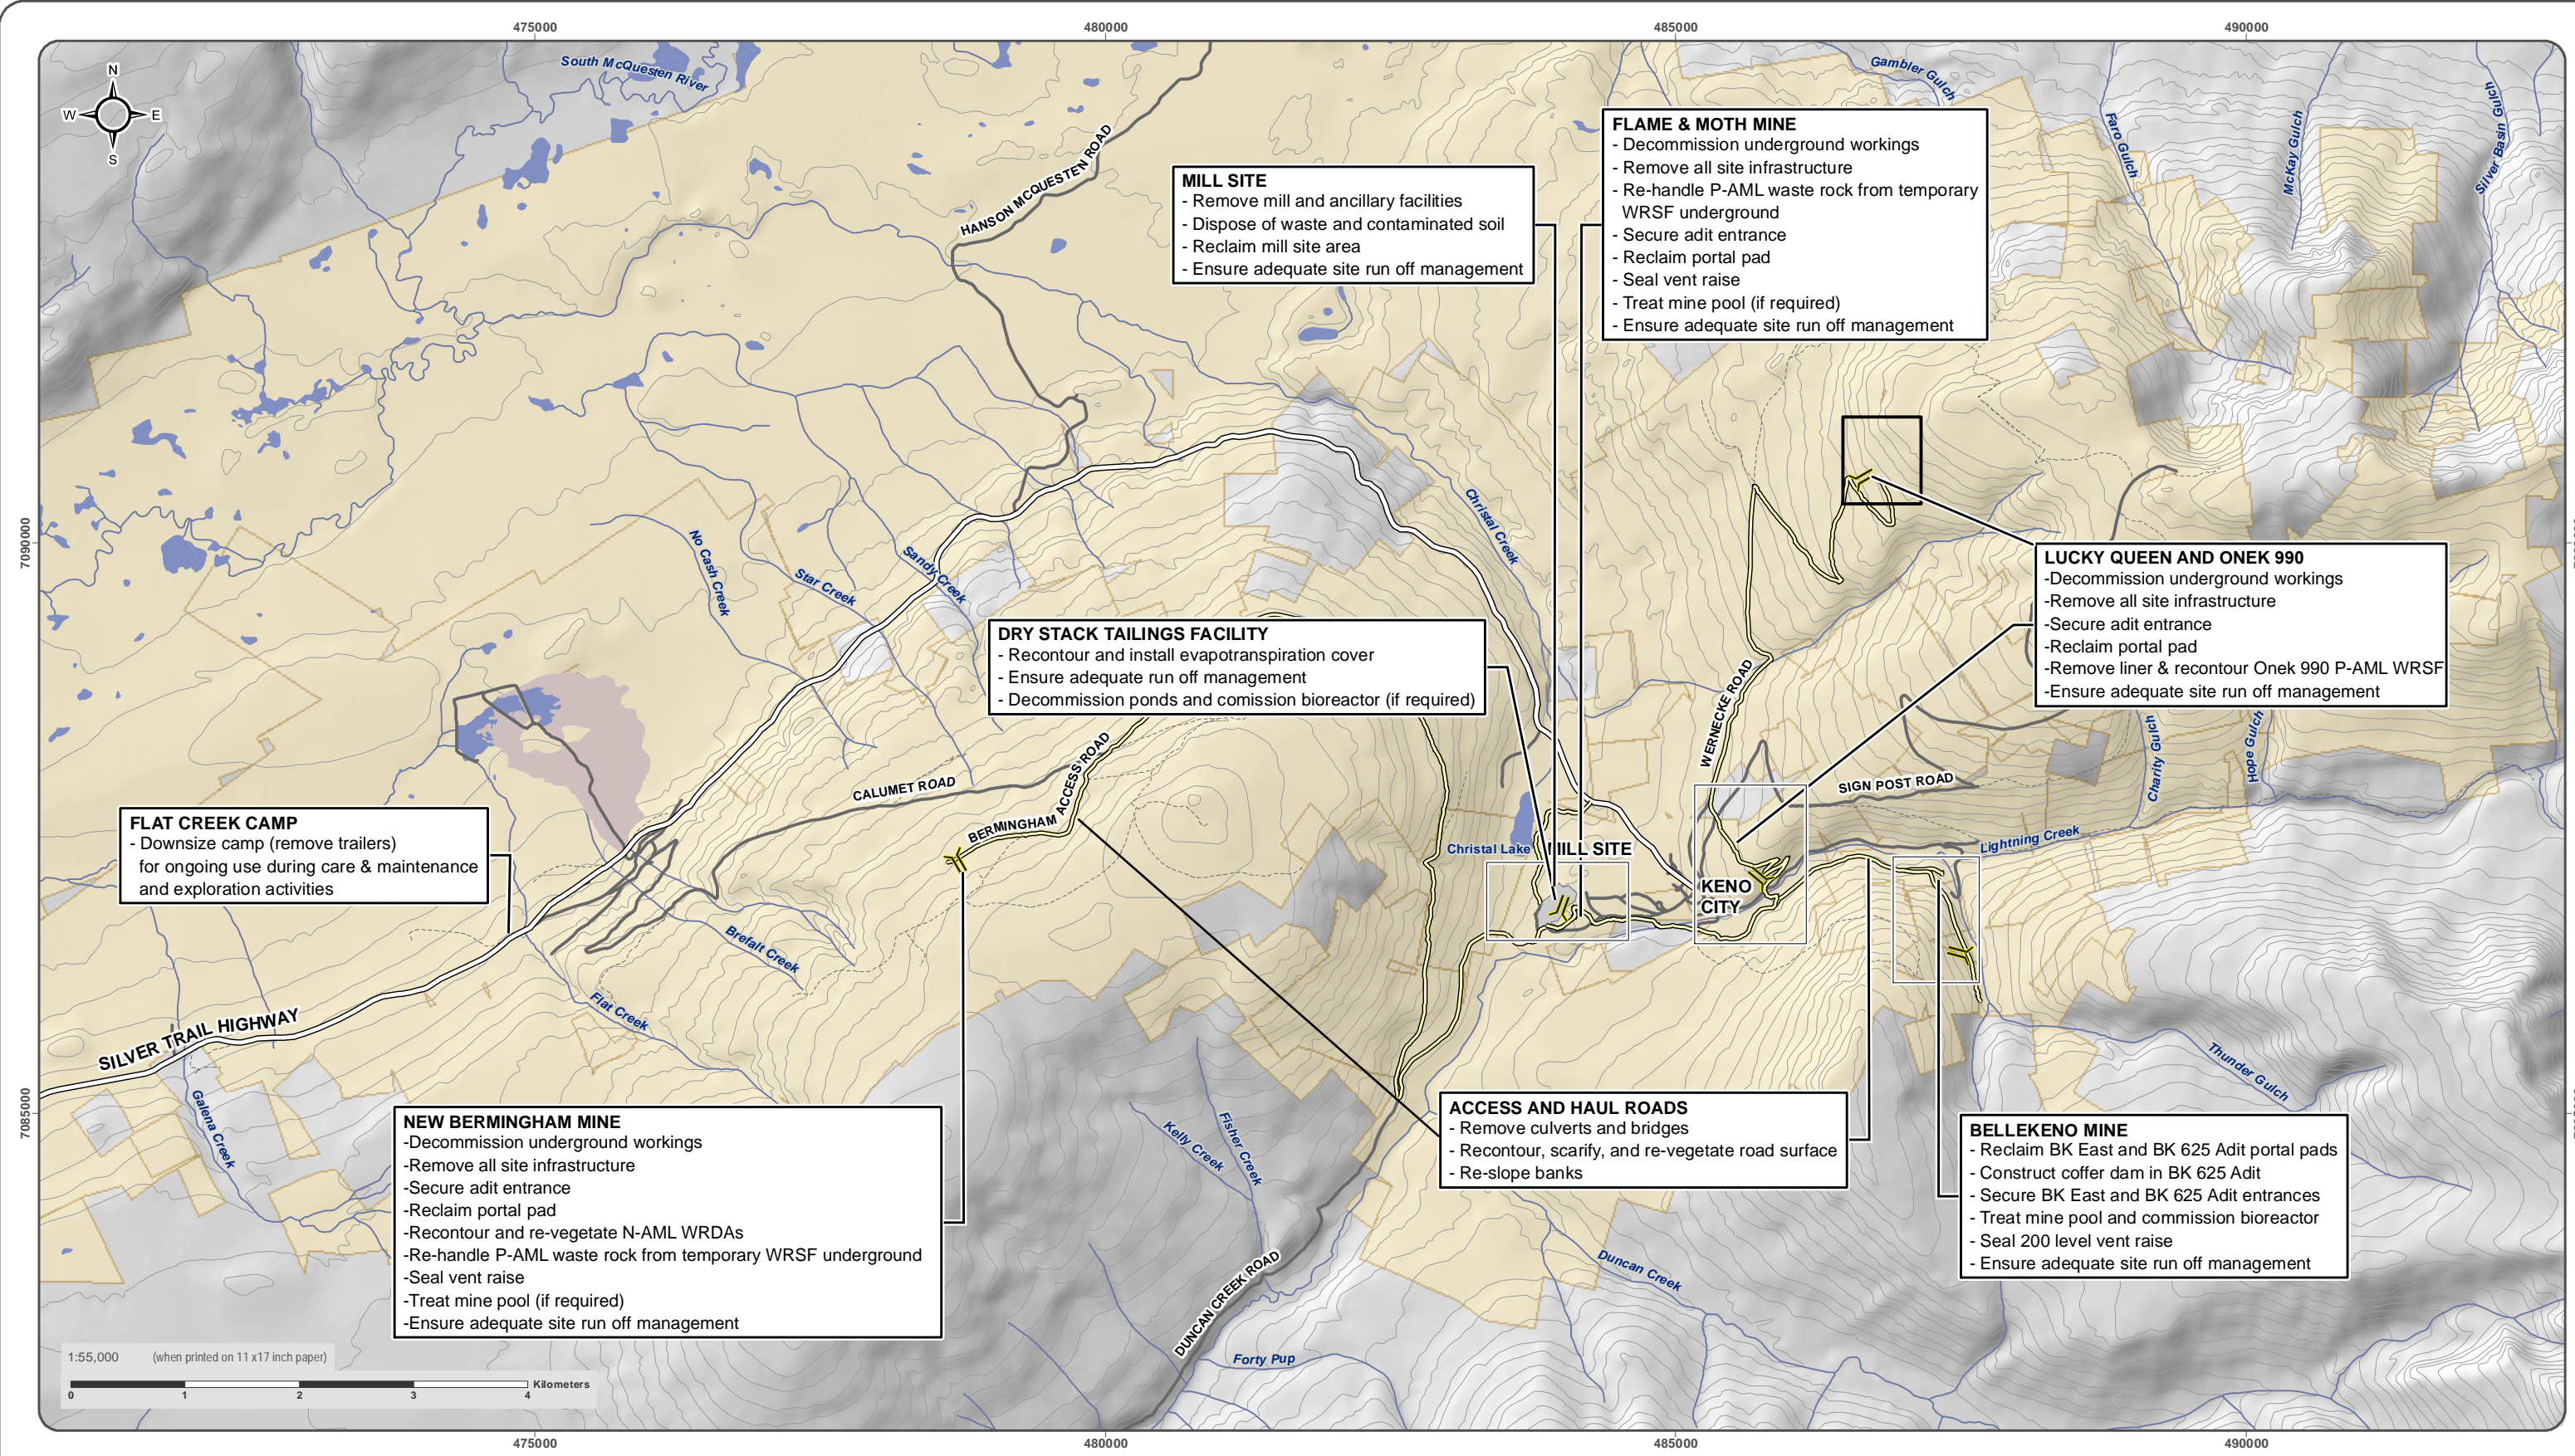 475000
480000
485000
490000
South McQuesten River
Gambler Gulch
Faro Gulch
McKay Gulch
Silver Basin Gulch
N
W
E
S
HANSON MCQUESTEN ROAD
FLAME & MOTH MINE
- Decommission underground workings
- Remove all site infrastructure
- Re-handle P-AML waste rock from temporary
WRSF underground
- Secure adit entrance
- Reclaim portal pad
- Seal vent raise
- Treat mine pool (if required)
- Ensure adequate site run off management
MILL SITE
- Remove mill and ancillary facilities
- Dispose of waste and contaminated soil
- Reclaim mill site area
- Ensure adequate site run off management
7090000
No Cash Creek
Star Creek
Sandy Creek
Christal Creek
LUCKY QUEEN AND ONEK 990
-Decommission underground workings
-Remove all site infrastructure
-Secure adit entrance
-Reclaim portal pad
-Remove liner & recontour Onek 990 P-AML WRSF
-Ensure adequate site run off management
DRY STACK TAILINGS FACILITY
- Recontour and install evapotranspiration cover
- Ensure adequate run off management
- Decommission ponds and comission bioreactor (if required)
WERNECKE ROAD
CALUMET ROAD
BERMINGHAM ACCESS ROAD
SIGN POST ROAD
Charity Gulch
Hope Gulch
Lightning Creek
Christal Lake
MILL SITE
KENO
CITY
FLAT CREEK CAMP
- Downsize camp (remove trailers)
for ongoing use during care & maintenance
and exploration activities
Brefalt Creek
Flat Creek
SILVER TRAIL HIGHWAY
Galena Creek
7085000
Thunder Gulch
Kelly Creek
Fisher Creek
NEW BERMINGHAM MINE
-Decommission underground workings
-Remove all site infrastructure
-Secure adit entrance
-Reclaim portal pad
-Recontour and re-vegetate N-AML WRDAs
-Re-handle P-AML waste rock from temporary WRSF underground
-Seal vent raise
-Treat mine pool (if required)
-Ensure adequate site run off management
ACCESS AND HAUL ROADS
- Remove culverts and bridges
- Recontour, scarify, and re-vegetate road surface
- Re-slope banks
BELLEKENO MINE
- Reclaim BK East and BK 625 Adit portal pads
- Construct coffer dam in BK 625 Adit
- Secure BK East and BK 625 Adit entrances
- Treat mine pool and commission bioreactor
- Seal 200 level vent raise
- Ensure adequate site run off management
Duncan Creek
DUNCAN CREEK ROAD
Forty Pup
1:55,000 (when printed on 11 x17 inch paper)
Kilometers
0 1 2 3 4
475000
480000
485000
490000